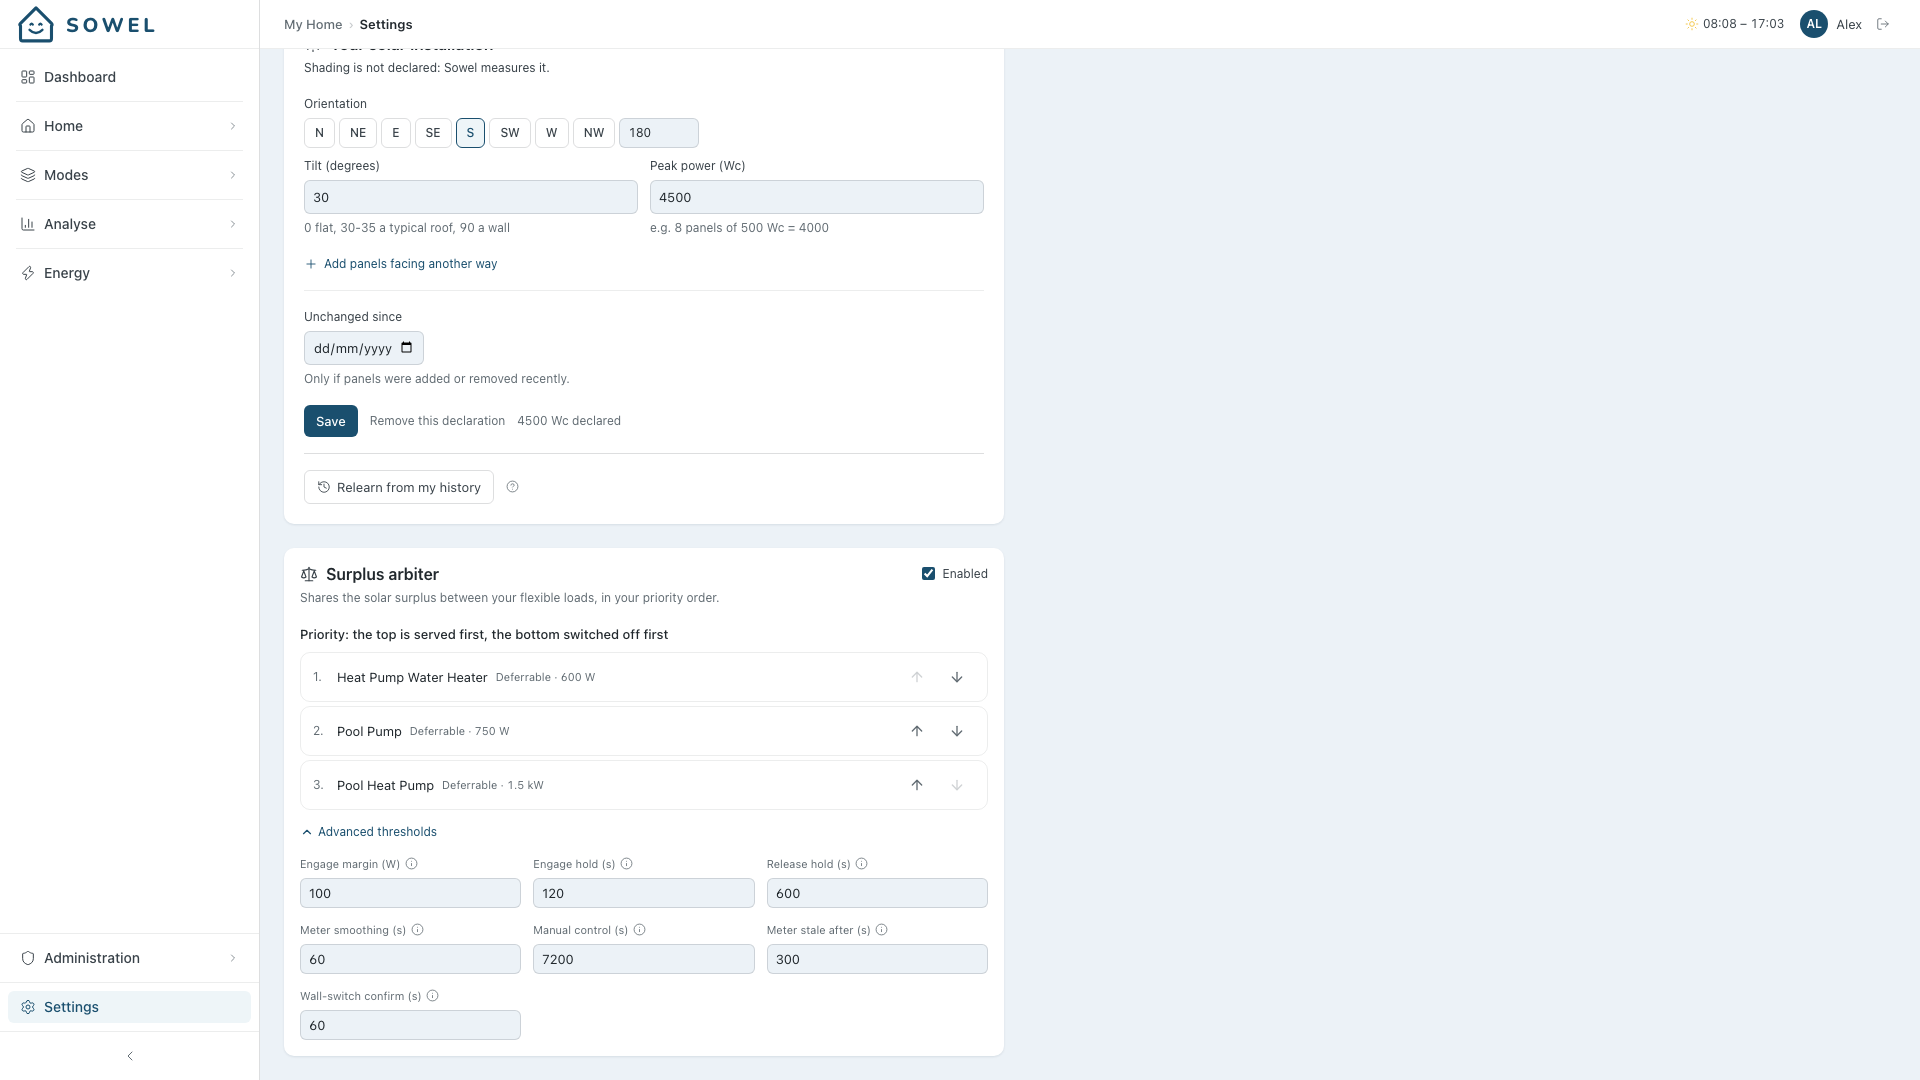 SOWEL
My Home › Settings
08:08 – 17:03
AL Alex
Dashboard
Home
Modes
Analyse
Energy
Administration
Settings
Your solar installation
Shading is not declared: Sowel measures it.
Orientation
N NE E SE S SW W NW 180
Tilt (degrees) Peak power (Wc)
30 4500
0 flat, 30-35 a typical roof, 90 a wall e.g. 8 panels of 500 Wc = 4000
Add panels facing another way
Unchanged since
dd/mm/yyyy
Only if panels were added or removed recently.
Save Remove this declaration 4500 Wc declared
Relearn from my history
Surplus arbiter Enabled
Shares the solar surplus between your flexible loads, in your priority order.
Priority: the top is served first, the bottom switched off first
1. Heat Pump Water Heater Deferrable · 600 W
2. Pool Pump Deferrable · 750 W
3. Pool Heat Pump Deferrable · 1.5 kW
Advanced thresholds
Engage margin (W) Engage hold (s) Release hold (s)
100 120 600
Meter smoothing (s) Manual control (s) Meter stale after (s)
60 7200 300
Wall-switch confirm (s)
60